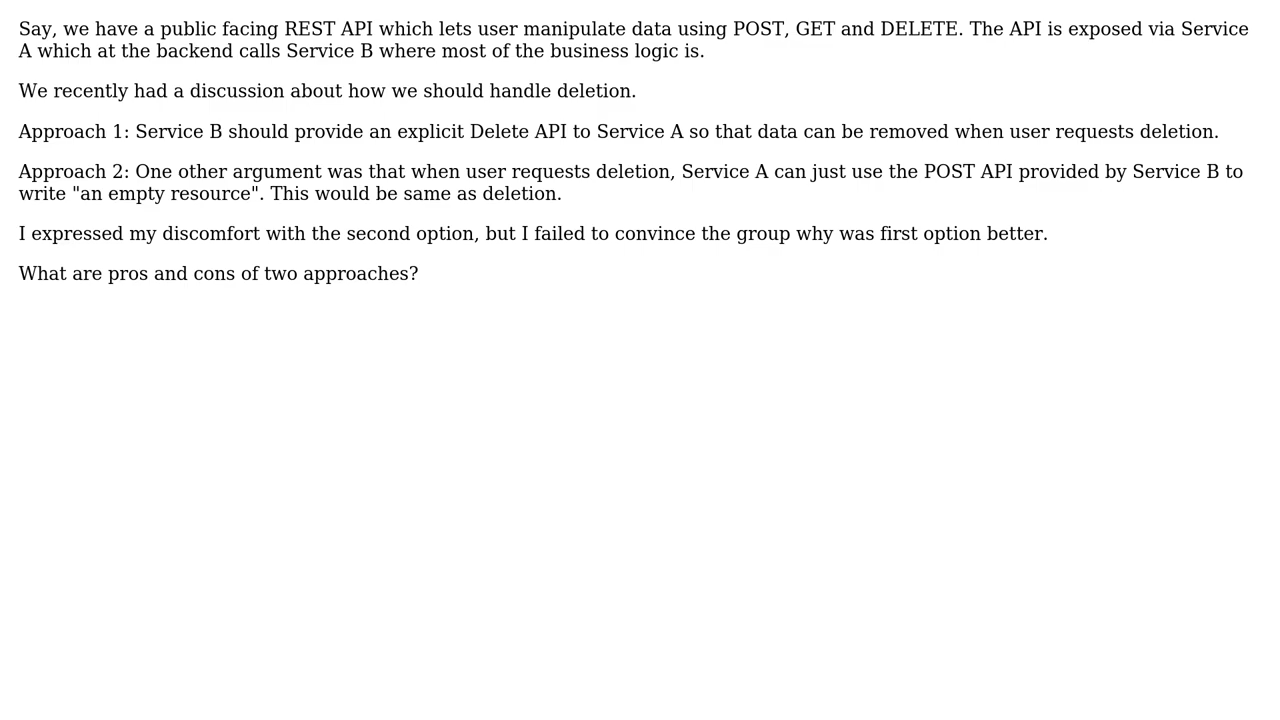 Say, we have a public facing REST API which lets user manipulate data using POST, GET and DELETE. The API is exposed via Service
A which at the backend calls Service B where most of the business logic is.
We recently had a discussion about how we should handle deletion.
Approach 1: Service B should provide an explicit Delete API to Service A so that data can be removed when user requests deletion.
Approach 2: One other argument was that when user requests deletion, Service A can just use the POST API provided by Service B to
write "an empty resource". This would be same as deletion.
I expressed my discomfort with the second option, but I failed to convince the group why was first option better.
What are pros and cons of two approaches?